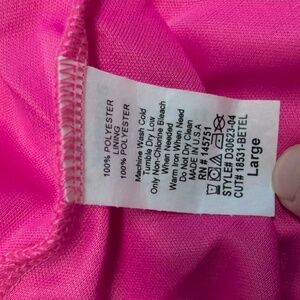 100% POLYESTER
LINING
100% POLYESTER
Machine Wash Cold
Tumble Dry Low
Only Non-Chlorine Bleach
When Needed
Warm Iron When Need
Do Not Dry Clean
MADE IN U.S.A
RN # 145751
STYLE# D30623-04
CUT# 18531-BETEL
Large